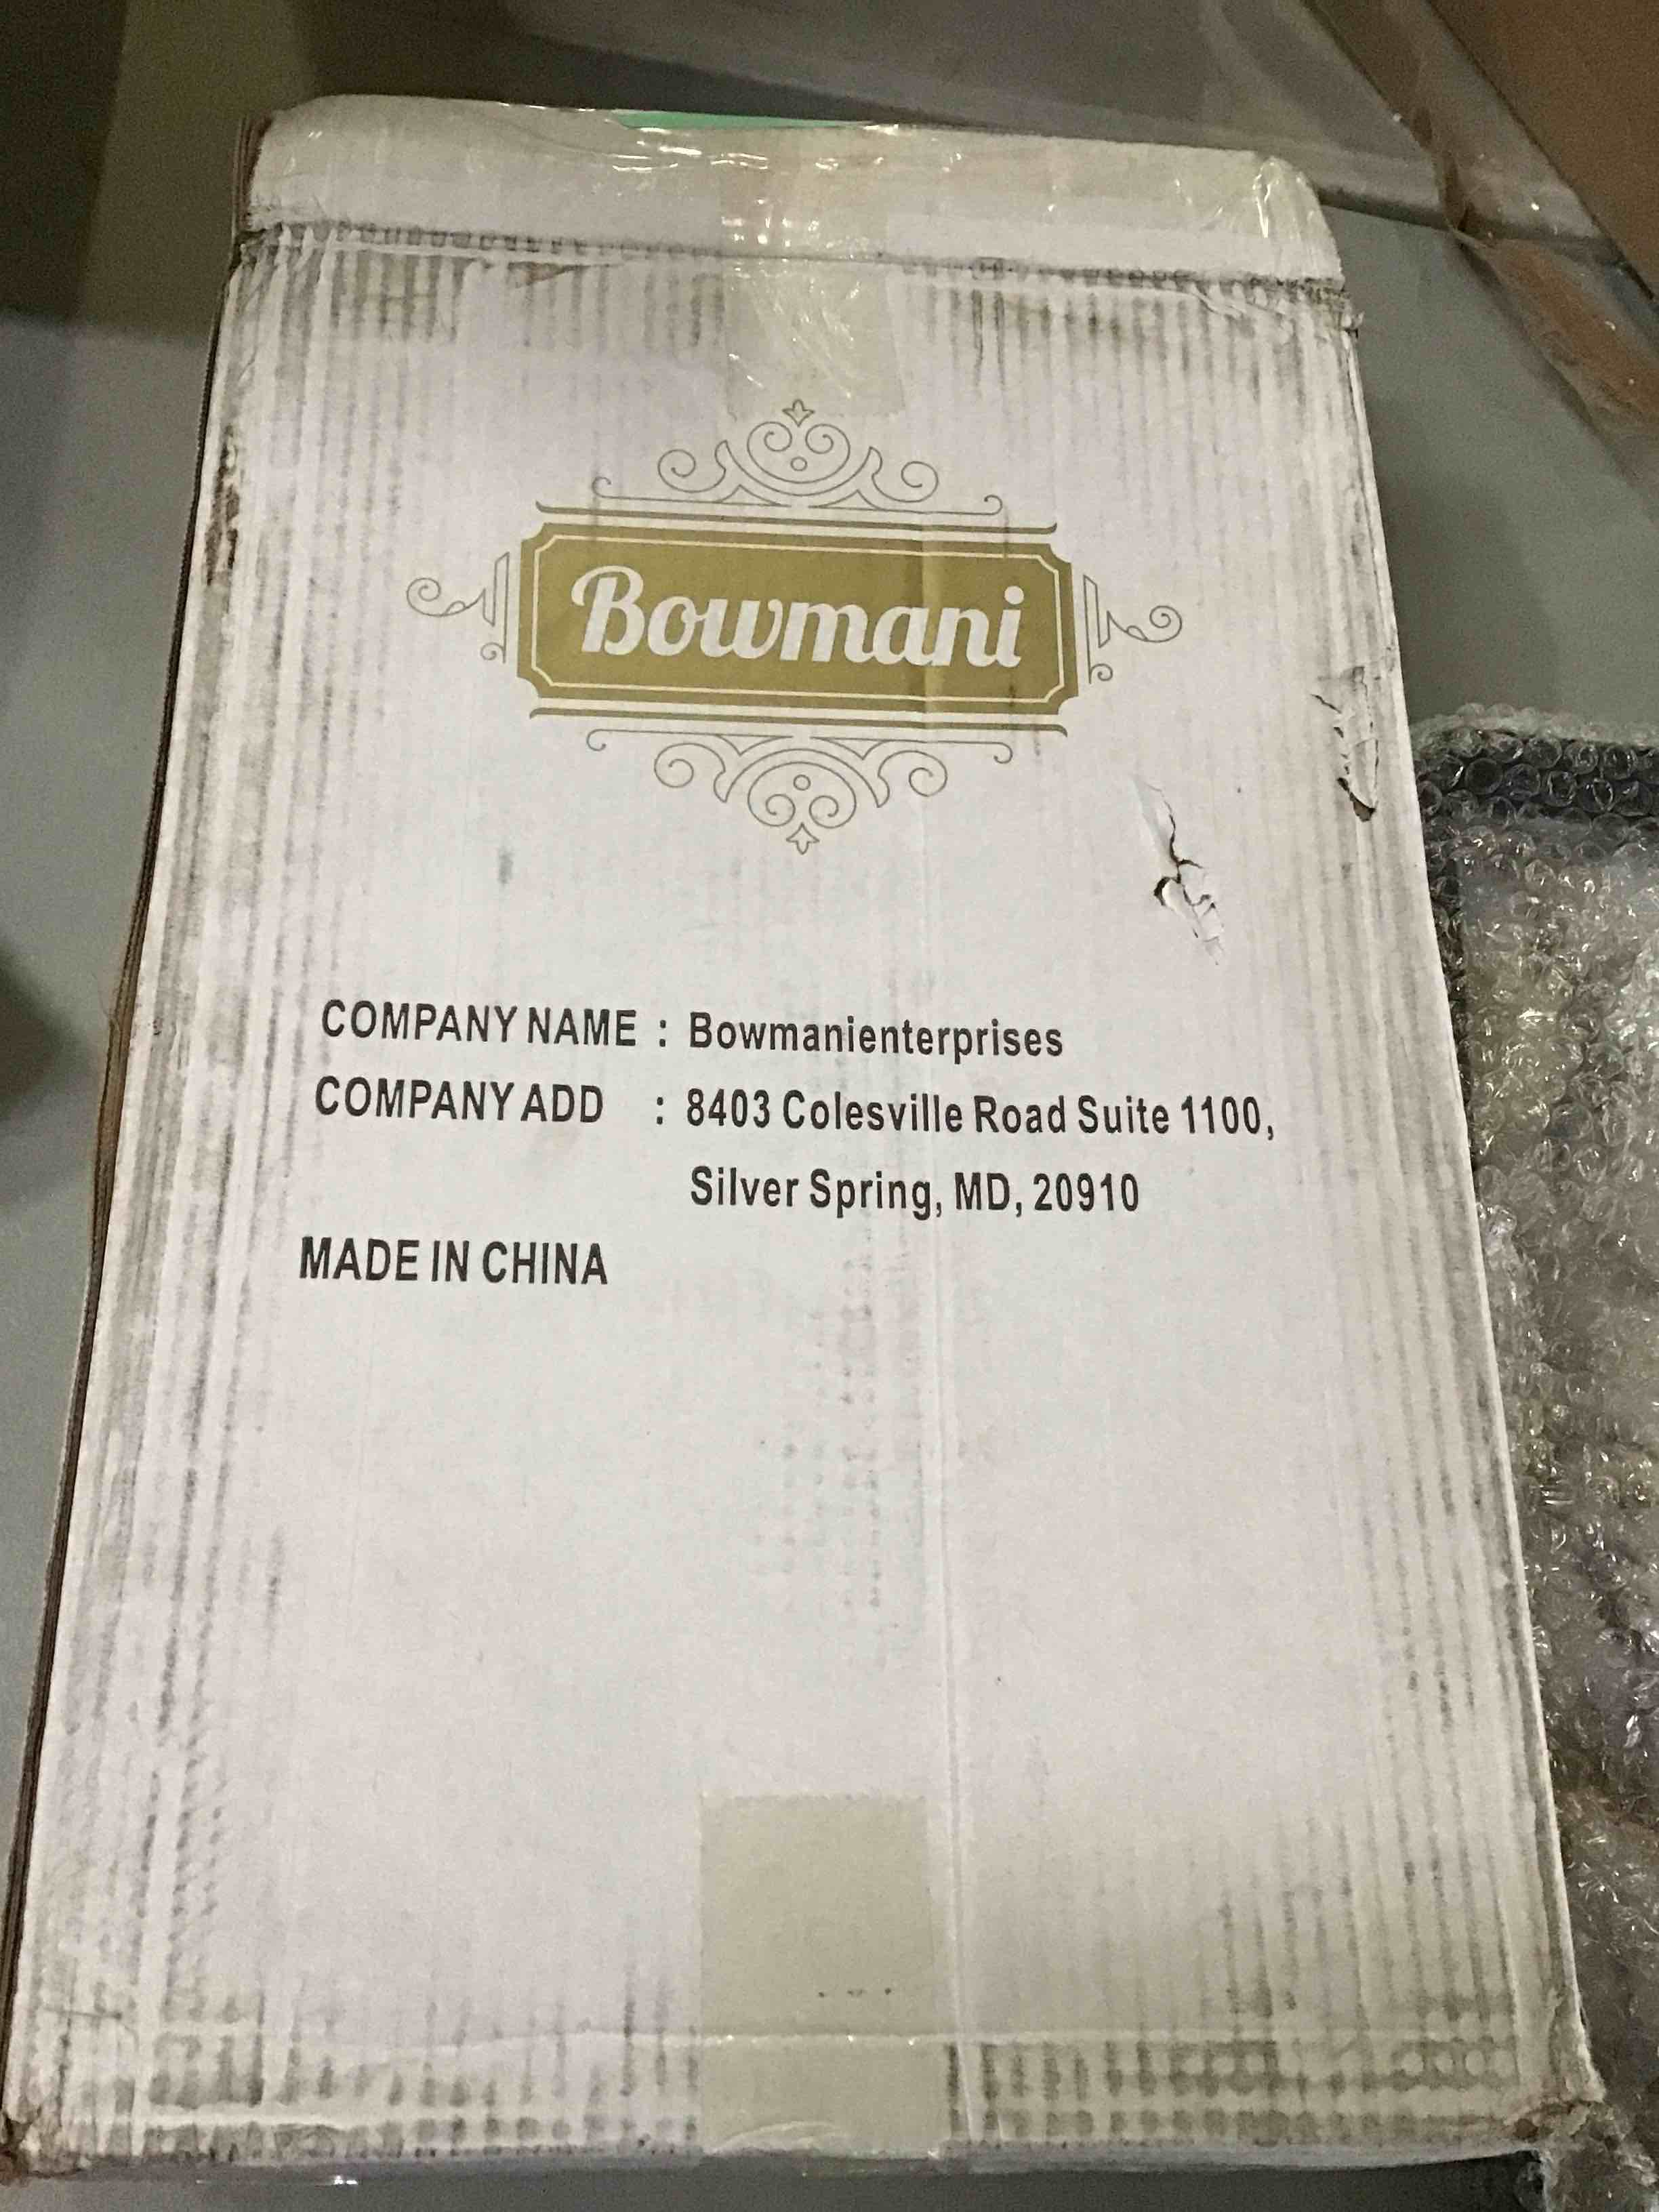 Bowmani
COMPANY NAME : Bowmanienterprises
COMPANY ADD : 8403 Colesville Road Suite 1100,
Silver Spring, MD, 20910
MADE IN CHINA